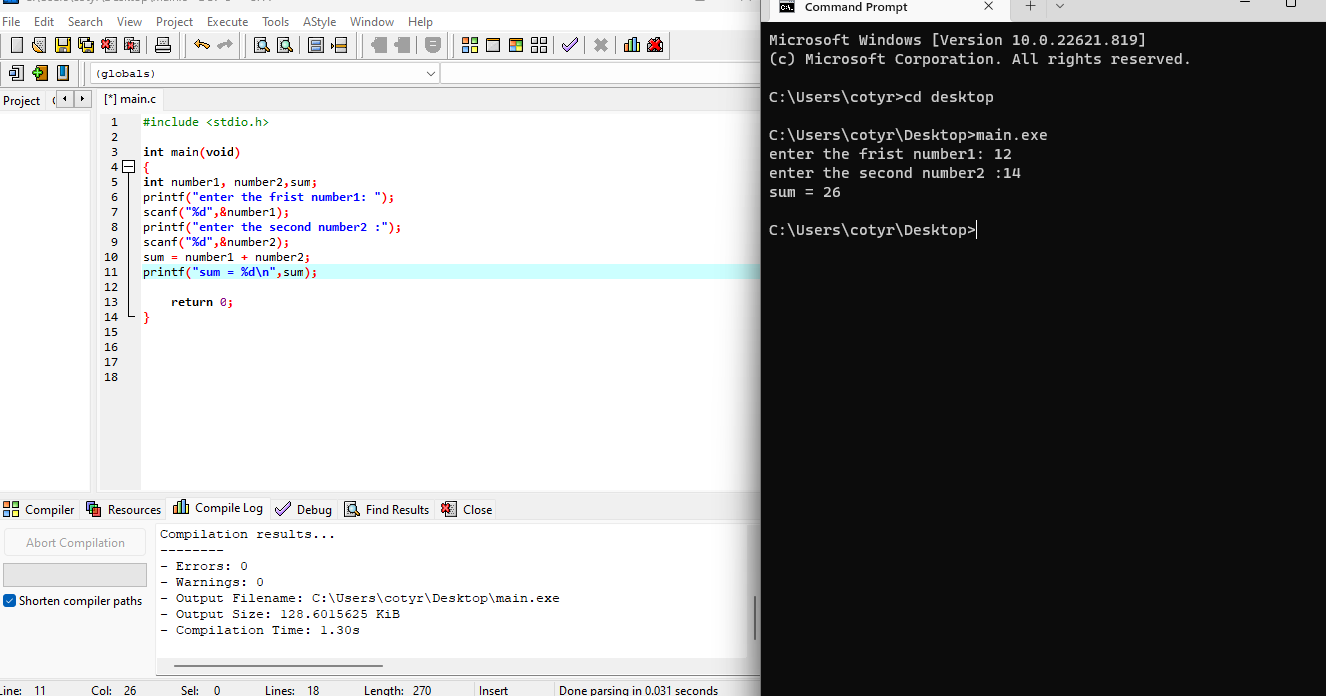 File Edit Search View Project Execute Tools AStyle Window Help
(globals)
Project
[*] main.c
1 #include <stdio.h>
2
3 int main(void)
4 {
5 int number1, number2,sum;
6 printf("enter the frist number1: ");
7 scanf("%d",&number1);
8 printf("enter the second number2 :");
9 scanf("%d",&number2);
10 sum = number1 + number2;
11 printf("sum = %d\n",sum);
12
13 return 0;
14 }
15
16
17
18
Compiler Resources Compile Log Debug Find Results Close
Abort Compilation
Shorten compiler paths
Compilation results...
--------
- Errors: 0
- Warnings: 0
- Output Filename: C:\Users\cotyr\Desktop\main.exe
- Output Size: 128.6015625 KiB
- Compilation Time: 1.30s
Line: 11 Col: 26 Sel: 0 Lines: 18 Length: 270 Insert Done parsing in 0.031 seconds
Command Prompt
Microsoft Windows [Version 10.0.22621.819]
(c) Microsoft Corporation. All rights reserved.
C:\Users\cotyr>cd desktop
C:\Users\cotyr\Desktop>main.exe
enter the frist number1: 12
enter the second number2 :14
sum = 26
C:\Users\cotyr\Desktop>